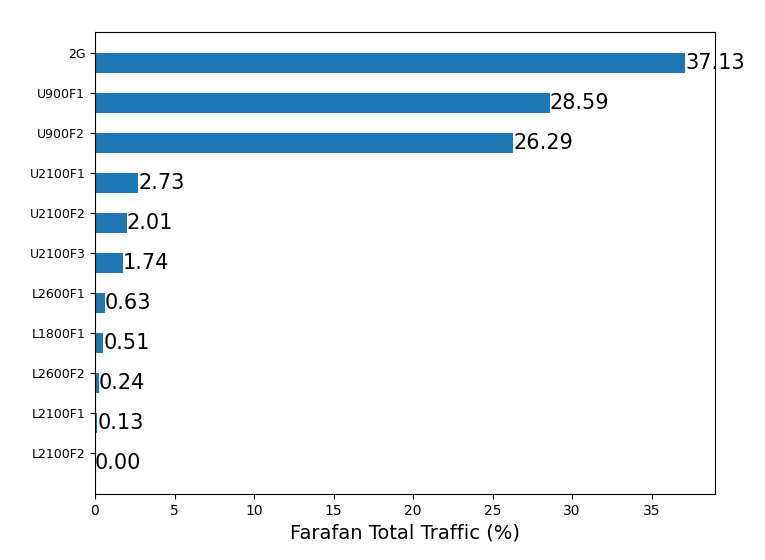 2G 37.13
U900F1 28.59
U900F2 26.29
U2100F1 2.73
U2100F2 2.01
U2100F3 1.74
L2600F1 0.63
L1800F1 0.51
L2600F2 0.24
L2100F1 0.13
L2100F2 0.00
0 5 10 15 20 25 30 35
Farafan Total Traffic (%)